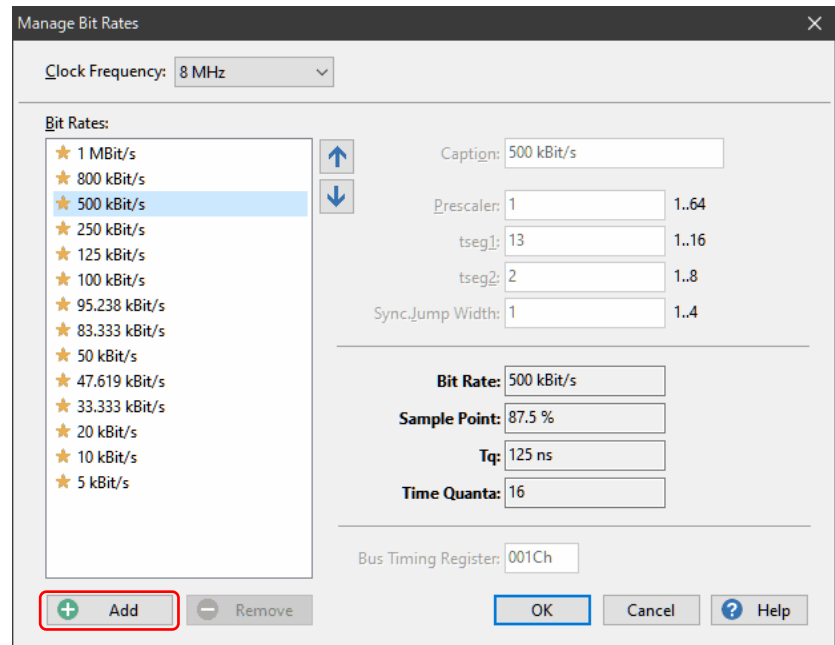 Manage Bit Rates
Clock Frequency: 8 MHz
Bit Rates:
1 MBit/s
800 kBit/s
500 kBit/s
250 kBit/s
125 kBit/s
100 kBit/s
95.238 kBit/s
83.333 kBit/s
50 kBit/s
47.619 kBit/s
33.333 kBit/s
20 kBit/s
10 kBit/s
5 kBit/s
Caption: 500 kBit/s
Prescaler: 1 1..64
tseg1: 13 1..16
tseg2: 2 1..8
Sync.Jump Width: 1 1..4
Bit Rate: 500 kBit/s
Sample Point: 87.5 %
Tq: 125 ns
Time Quanta: 16
Bus Timing Register: 001Ch
Add Remove OK Cancel Help